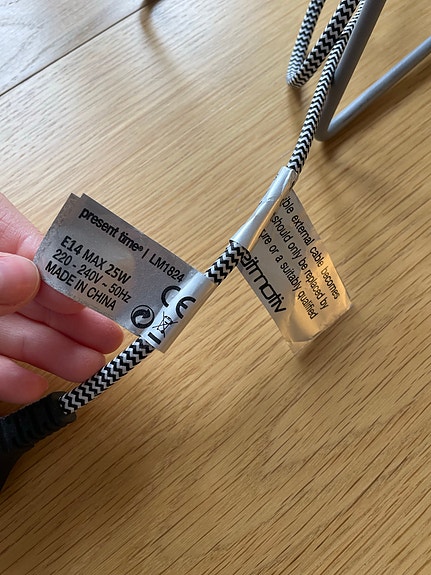 present time® / LM1824
E14 MAX 25W
220 - 240V ~ 50Hz
MADE IN CHINA
CE
external cable becomes
should only be replaced by
or a suitably qualified